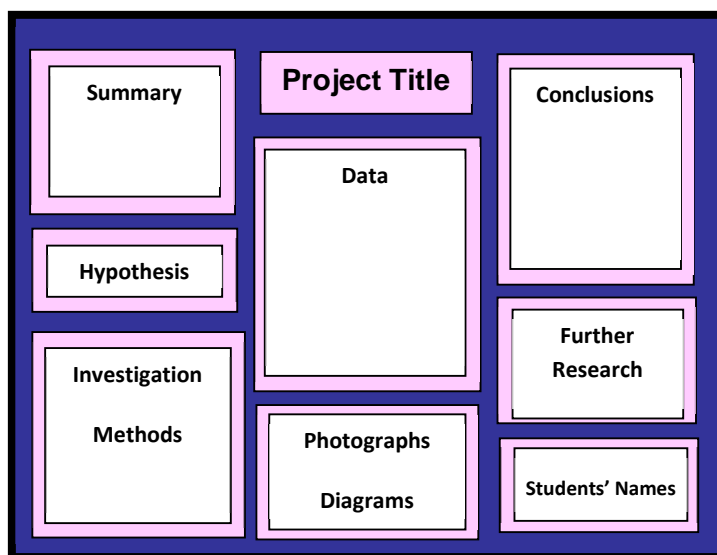 Project Title
Summary
Hypothesis
Investigation
Methods
Data
Photographs
Diagrams
Conclusions
Further
Research
Students’ Names